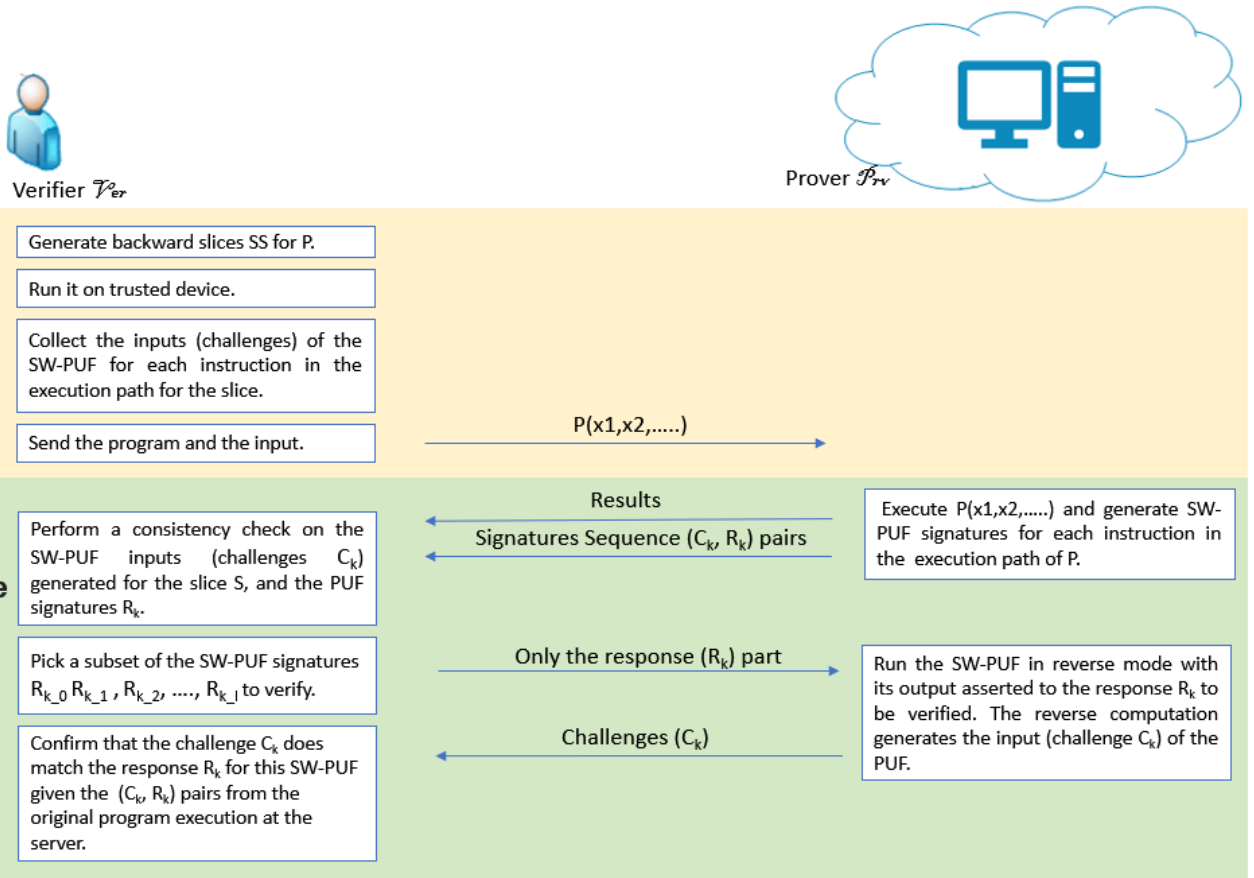 Verifier 𝒱er
Prover 𝒫rv
Generate backward slices SS for P.
Run it on trusted device.
Collect the inputs (challenges) of the
SW-PUF for each instruction in the
execution path for the slice.
Send the program and the input.
P(x1,x2,.....)
Results
Signatures Sequence (Cₖ, Rₖ) pairs
Execute P(x1,x2,.....) and generate SW-
PUF signatures for each instruction in
the execution path of P.
Perform a consistency check on the
SW-PUF inputs (challenges Cₖ)
generated for the slice S, and the PUF
signatures Rₖ.
e
Pick a subset of the SW-PUF signatures
R_{k_0} R_{k_1} , R_{k_2}, ...., R_{k_l} to verify.
Only the response (Rₖ) part
Run the SW-PUF in reverse mode with
its output asserted to the response Rₖ to
be verified. The reverse computation
generates the input (challenge Cₖ) of the
PUF.
Challenges (Cₖ)
Confirm that the challenge Cₖ does
match the response Rₖ for this SW-PUF
given the (Cₖ, Rₖ) pairs from the
original program execution at the
server.